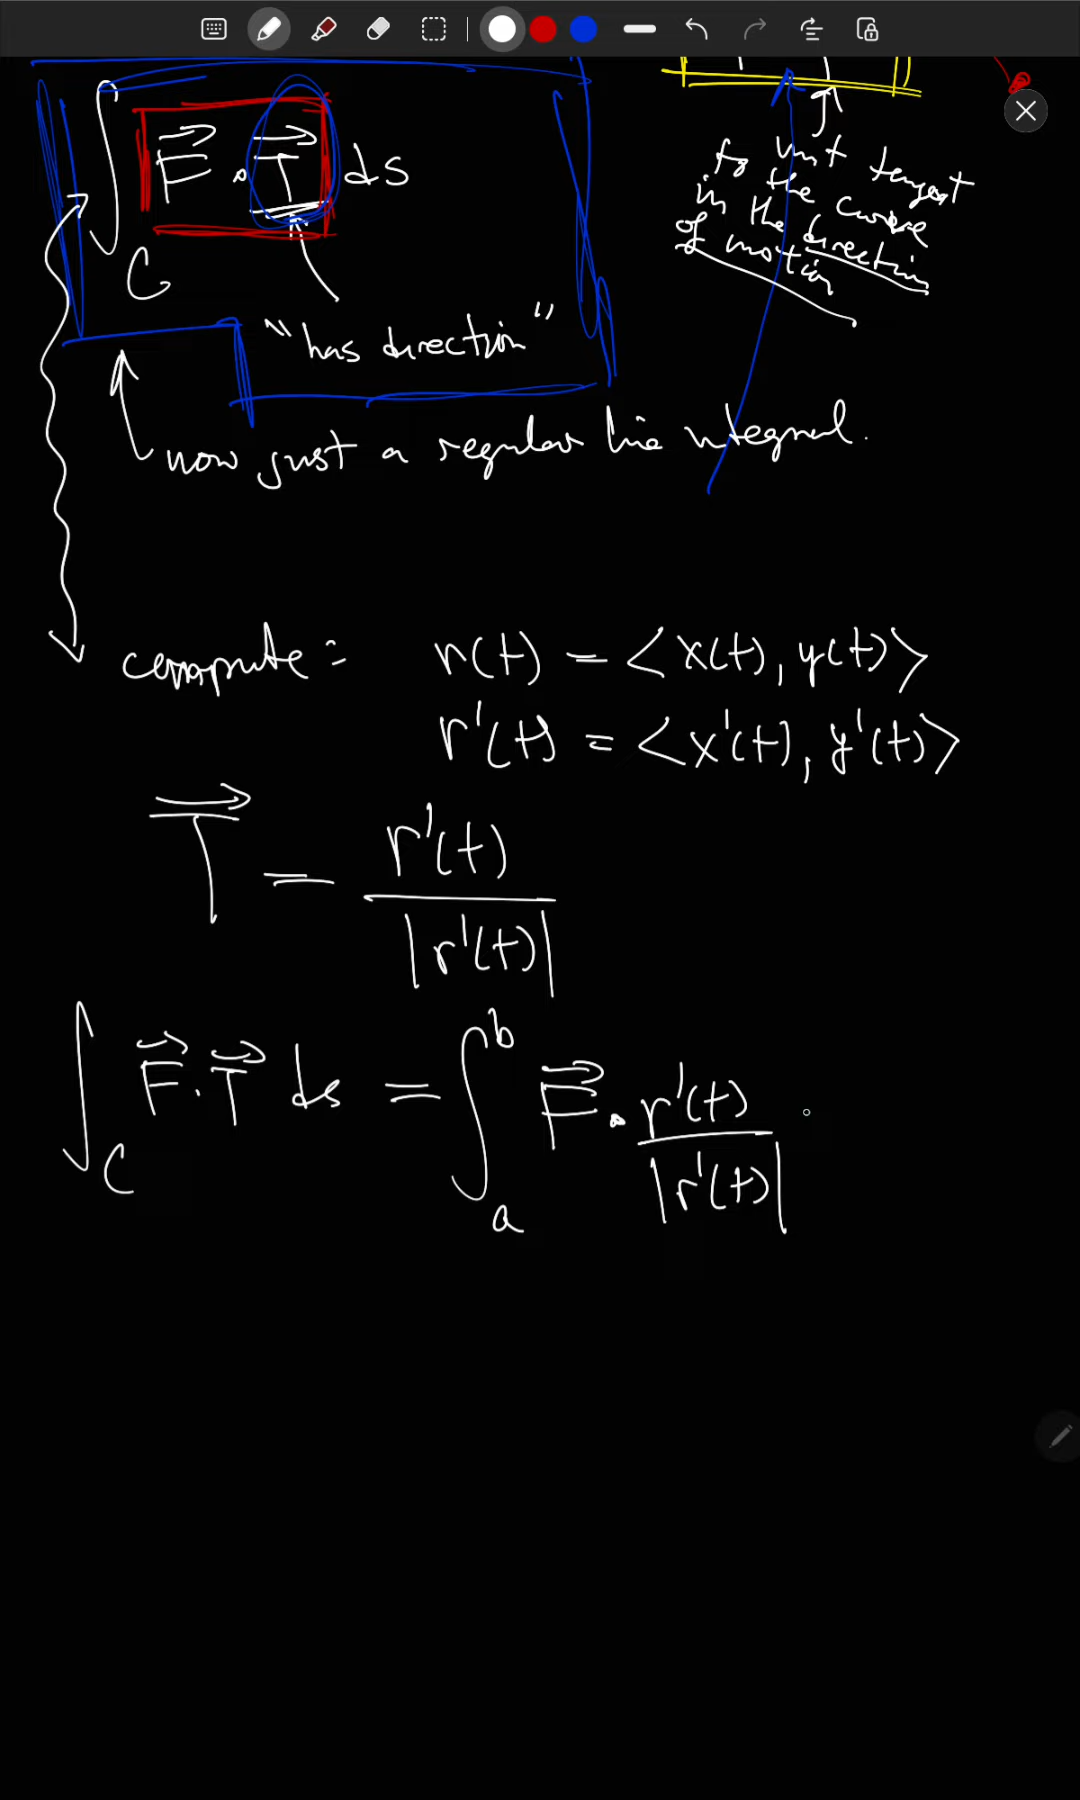 ∫_C F⃗ · T⃗ ds
"has direction"
now just a regular line integral.
to unit tangent
the curve
in the direction
of motion
compute: r(t) = <x(t), y(t)>
r'(t) = <x'(t), y'(t)>
T⃗ = r'(t) / |r'(t)|
∫_C F⃗ · T⃗ ds = ∫_a^b F⃗ · r'(t) / |r'(t)|